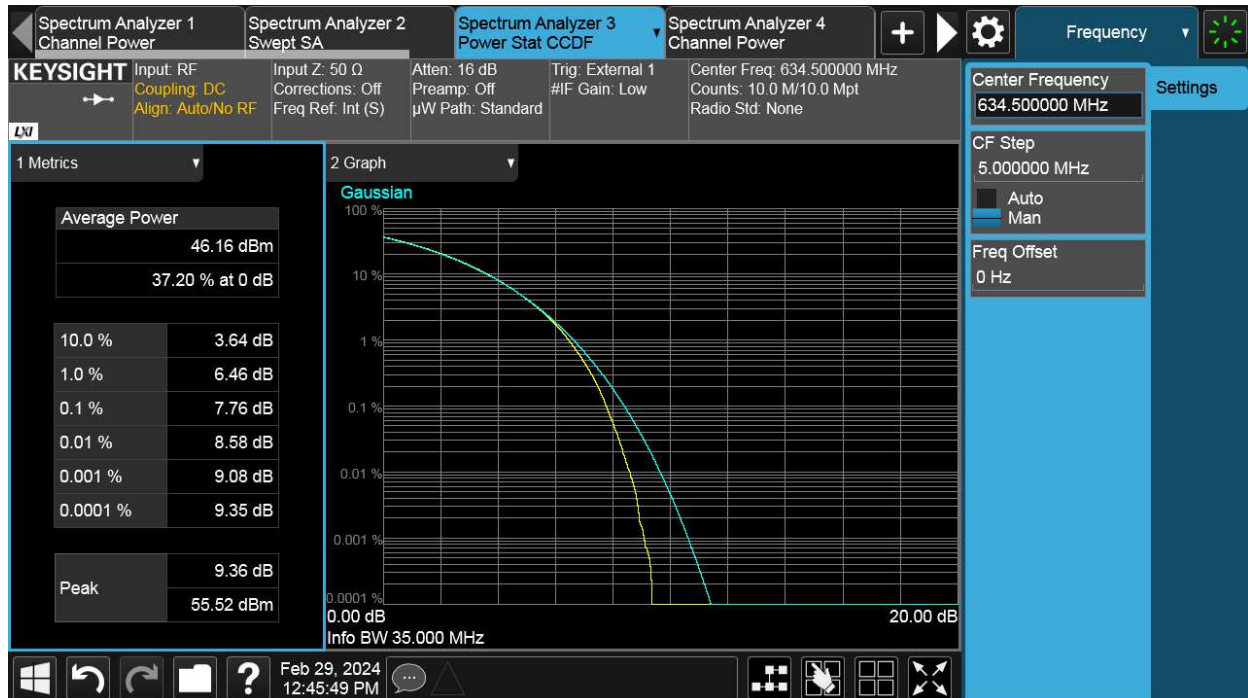 Spectrum Analyzer 1
Channel Power
Spectrum Analyzer 2
Swept SA
Spectrum Analyzer 3
Power Stat CCDF
Spectrum Analyzer 4
Channel Power
+
Frequency
KEYSIGHT
LXI
Input: RF
Coupling: DC
Align: Auto/No RF
Input Z: 50 Ω
Corrections: Off
Freq Ref: Int (S)
Atten: 16 dB
Preamp: Off
µW Path: Standard
Trig: External 1
#IF Gain: Low
Center Freq: 634.500000 MHz
Counts: 10.0 M/10.0 Mpt
Radio Std: None
Center Frequency
634.500000 MHz
Settings
CF Step
5.000000 MHz
Auto
Man
Freq Offset
0 Hz
1 Metrics
Average Power
46.16 dBm
37.20 % at 0 dB
10.0 % 3.64 dB
1.0 % 6.46 dB
0.1 % 7.76 dB
0.01 % 8.58 dB
0.001 % 9.08 dB
0.0001 % 9.35 dB
Peak
9.36 dB
55.52 dBm
2 Graph
Gaussian
100 %
10 %
1 %
0.1 %
0.01 %
0.001 %
0.0001 %
0.00 dB 20.00 dB
Info BW 35.000 MHz
?
Feb 29, 2024
12:45:49 PM